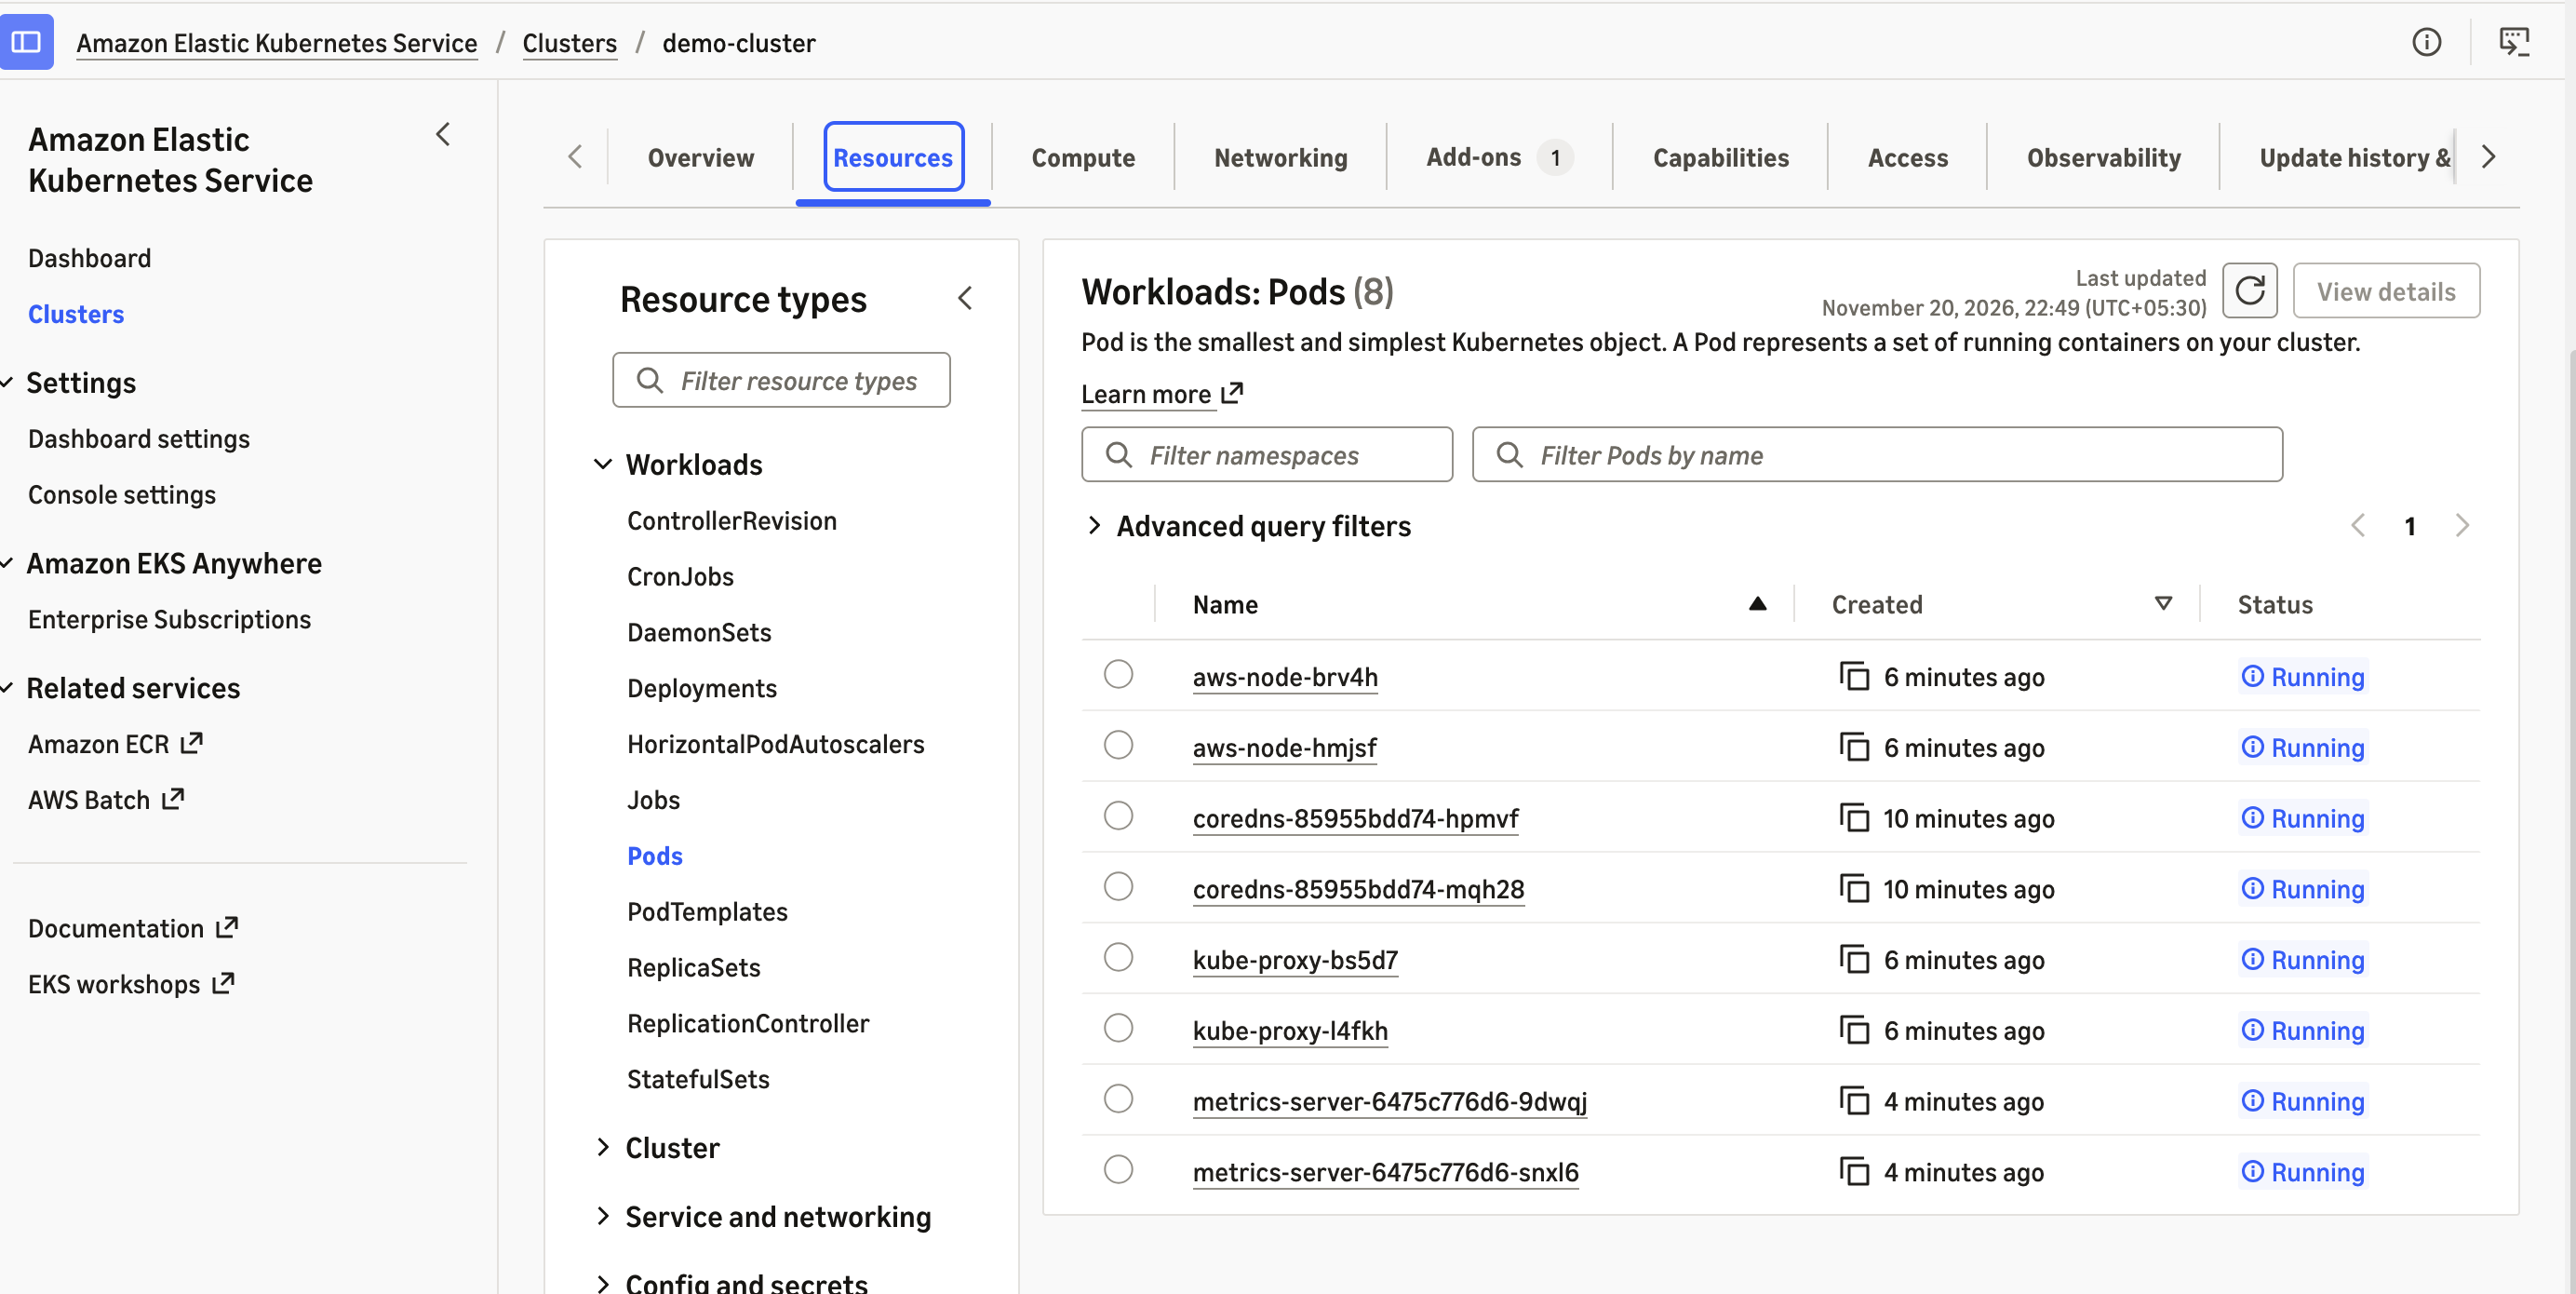 Amazon Elastic Kubernetes Service / Clusters / demo-cluster
Amazon Elastic
Kubernetes Service
Dashboard
Clusters
Settings
Dashboard settings
Console settings
Amazon EKS Anywhere
Enterprise Subscriptions
Related services
Amazon ECR
AWS Batch
Documentation
EKS workshops
Overview
Resources
Compute
Networking
Add-ons 1
Capabilities
Access
Observability
Update history &
Resource types
Filter resource types
Workloads
ControllerRevision
CronJobs
DaemonSets
Deployments
HorizontalPodAutoscalers
Jobs
Pods
PodTemplates
ReplicaSets
ReplicationController
StatefulSets
Cluster
Service and networking
Config and secrets
Workloads: Pods (8)
Last updated
November 20, 2026, 22:49 (UTC+05:30)
View details
Pod is the smallest and simplest Kubernetes object. A Pod represents a set of running containers on your cluster.
Learn more
Filter namespaces
Filter Pods by name
Advanced query filters
1
Name Created Status
aws-node-brv4h 6 minutes ago Running
aws-node-hmjsf 6 minutes ago Running
coredns-85955bdd74-hpmvf 10 minutes ago Running
coredns-85955bdd74-mqh28 10 minutes ago Running
kube-proxy-bs5d7 6 minutes ago Running
kube-proxy-l4fkh 6 minutes ago Running
metrics-server-6475c776d6-9dwqj 4 minutes ago Running
metrics-server-6475c776d6-snxl6 4 minutes ago Running